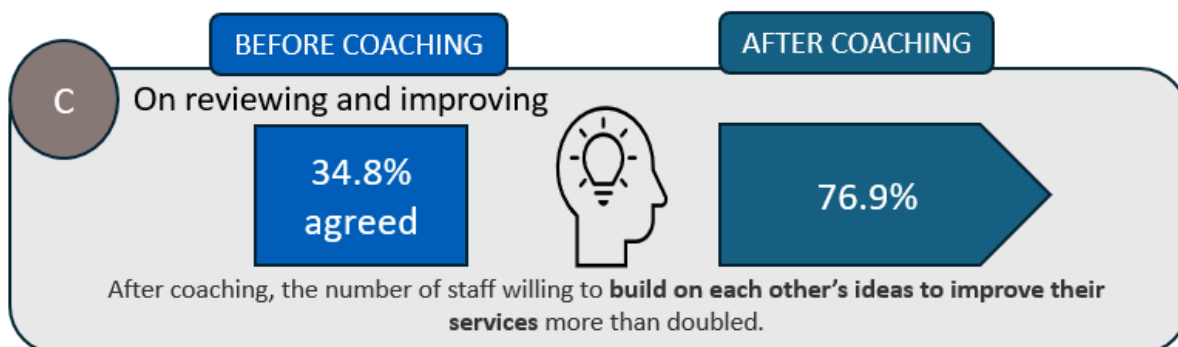 BEFORE COACHING
AFTER COACHING
C
On reviewing and improving
34.8%
agreed
76.9%
After coaching, the number of staff willing to build on each other’s ideas to improve their
services more than doubled.